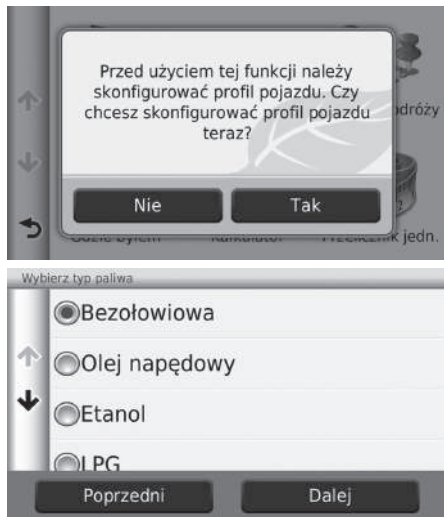 Przed użyciem tej funkcji należy
skonfigurować profil pojazdu. Czy
chcesz skonfigurować profil pojazdu
teraz?
Nie
Tak
Wybierz typ paliwa
Bezołowiowa
Olej napędowy
Etanol
LPG
Poprzedni
Dalej